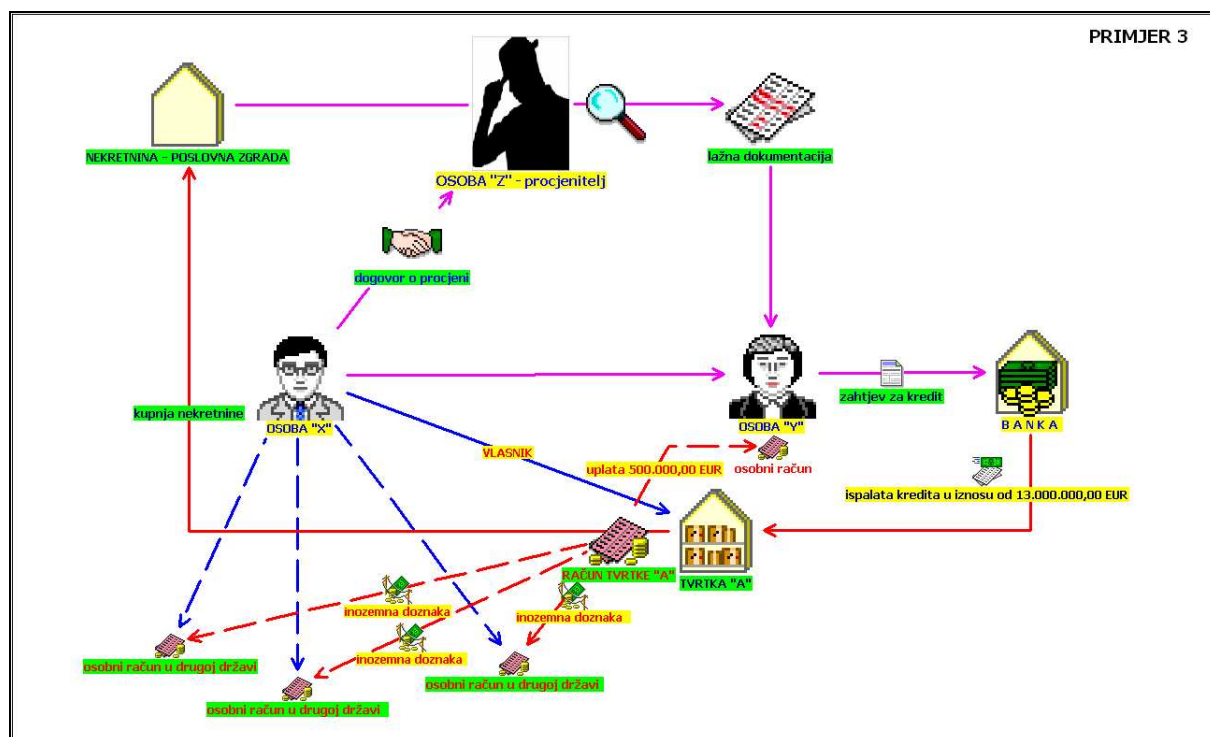 PRIMJER 3
NEKRETNINA - POSLOVNA ZGRADA
lažna dokumentacija
OSOBA "Z" - procjenitelj
dogovor o procjeni
kupnja nekretnine
OSOBA "X"
OSOBA "Y"
zahtjev za kredit
B A N K A
VLASNIK
uplata 500.000,00 EUR
osobni račun
ispalata kredita u iznosu od 13.000.000,00 EUR
RAČUN TVRTKE "A"
TVRTKA "A"
inozemna doznaka
inozemna doznaka
inozemna doznaka
osobni račun u drugoj državi
osobni račun u drugoj državi
osobni račun u drugoj državi